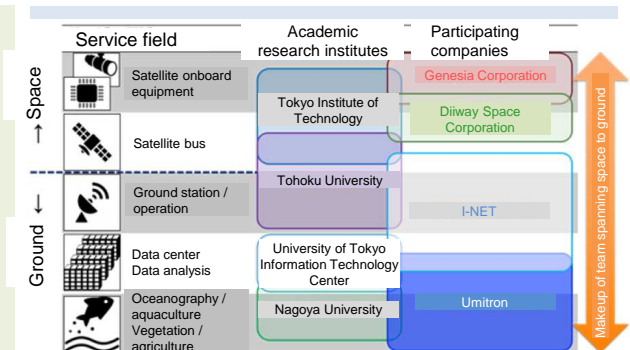 Service field
Academic
research institutes
Participating
companies
Space
Satellite onboard
equipment
Genesia Corporation
Tokyo Institute of
Technology
Diiway Space
Corporation
Satellite bus
Tohoku University
Ground station /
operation
I-NET
Ground
Data center
Data analysis
University of Tokyo
Information Technology
Center
Oceanography /
aquaculture
Vegetation /
agriculture
Nagoya University
Umitron
Makeup of team spanning space to ground